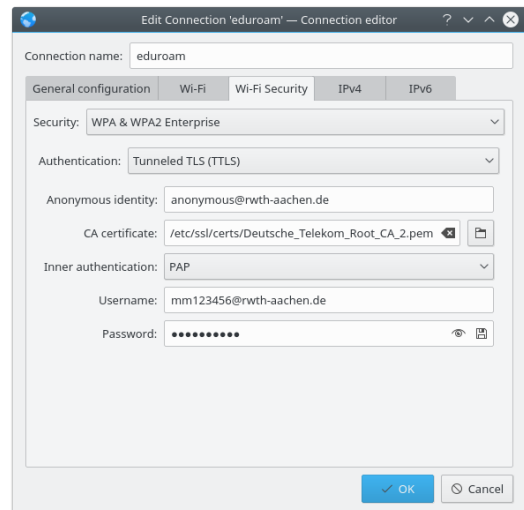 Edit Connection 'eduroam' — Connection editor
Connection name: eduroam
General configuration Wi-Fi Wi-Fi Security IPv4 IPv6
Security: WPA & WPA2 Enterprise
Authentication: Tunneled TLS (TTLS)
Anonymous identity: anonymous@rwth-aachen.de
CA certificate: /etc/ssl/certs/Deutsche_Telekom_Root_CA_2.pem
Inner authentication: PAP
Username: mm123456@rwth-aachen.de
Password: ●●●●●●●●●●
OK Cancel